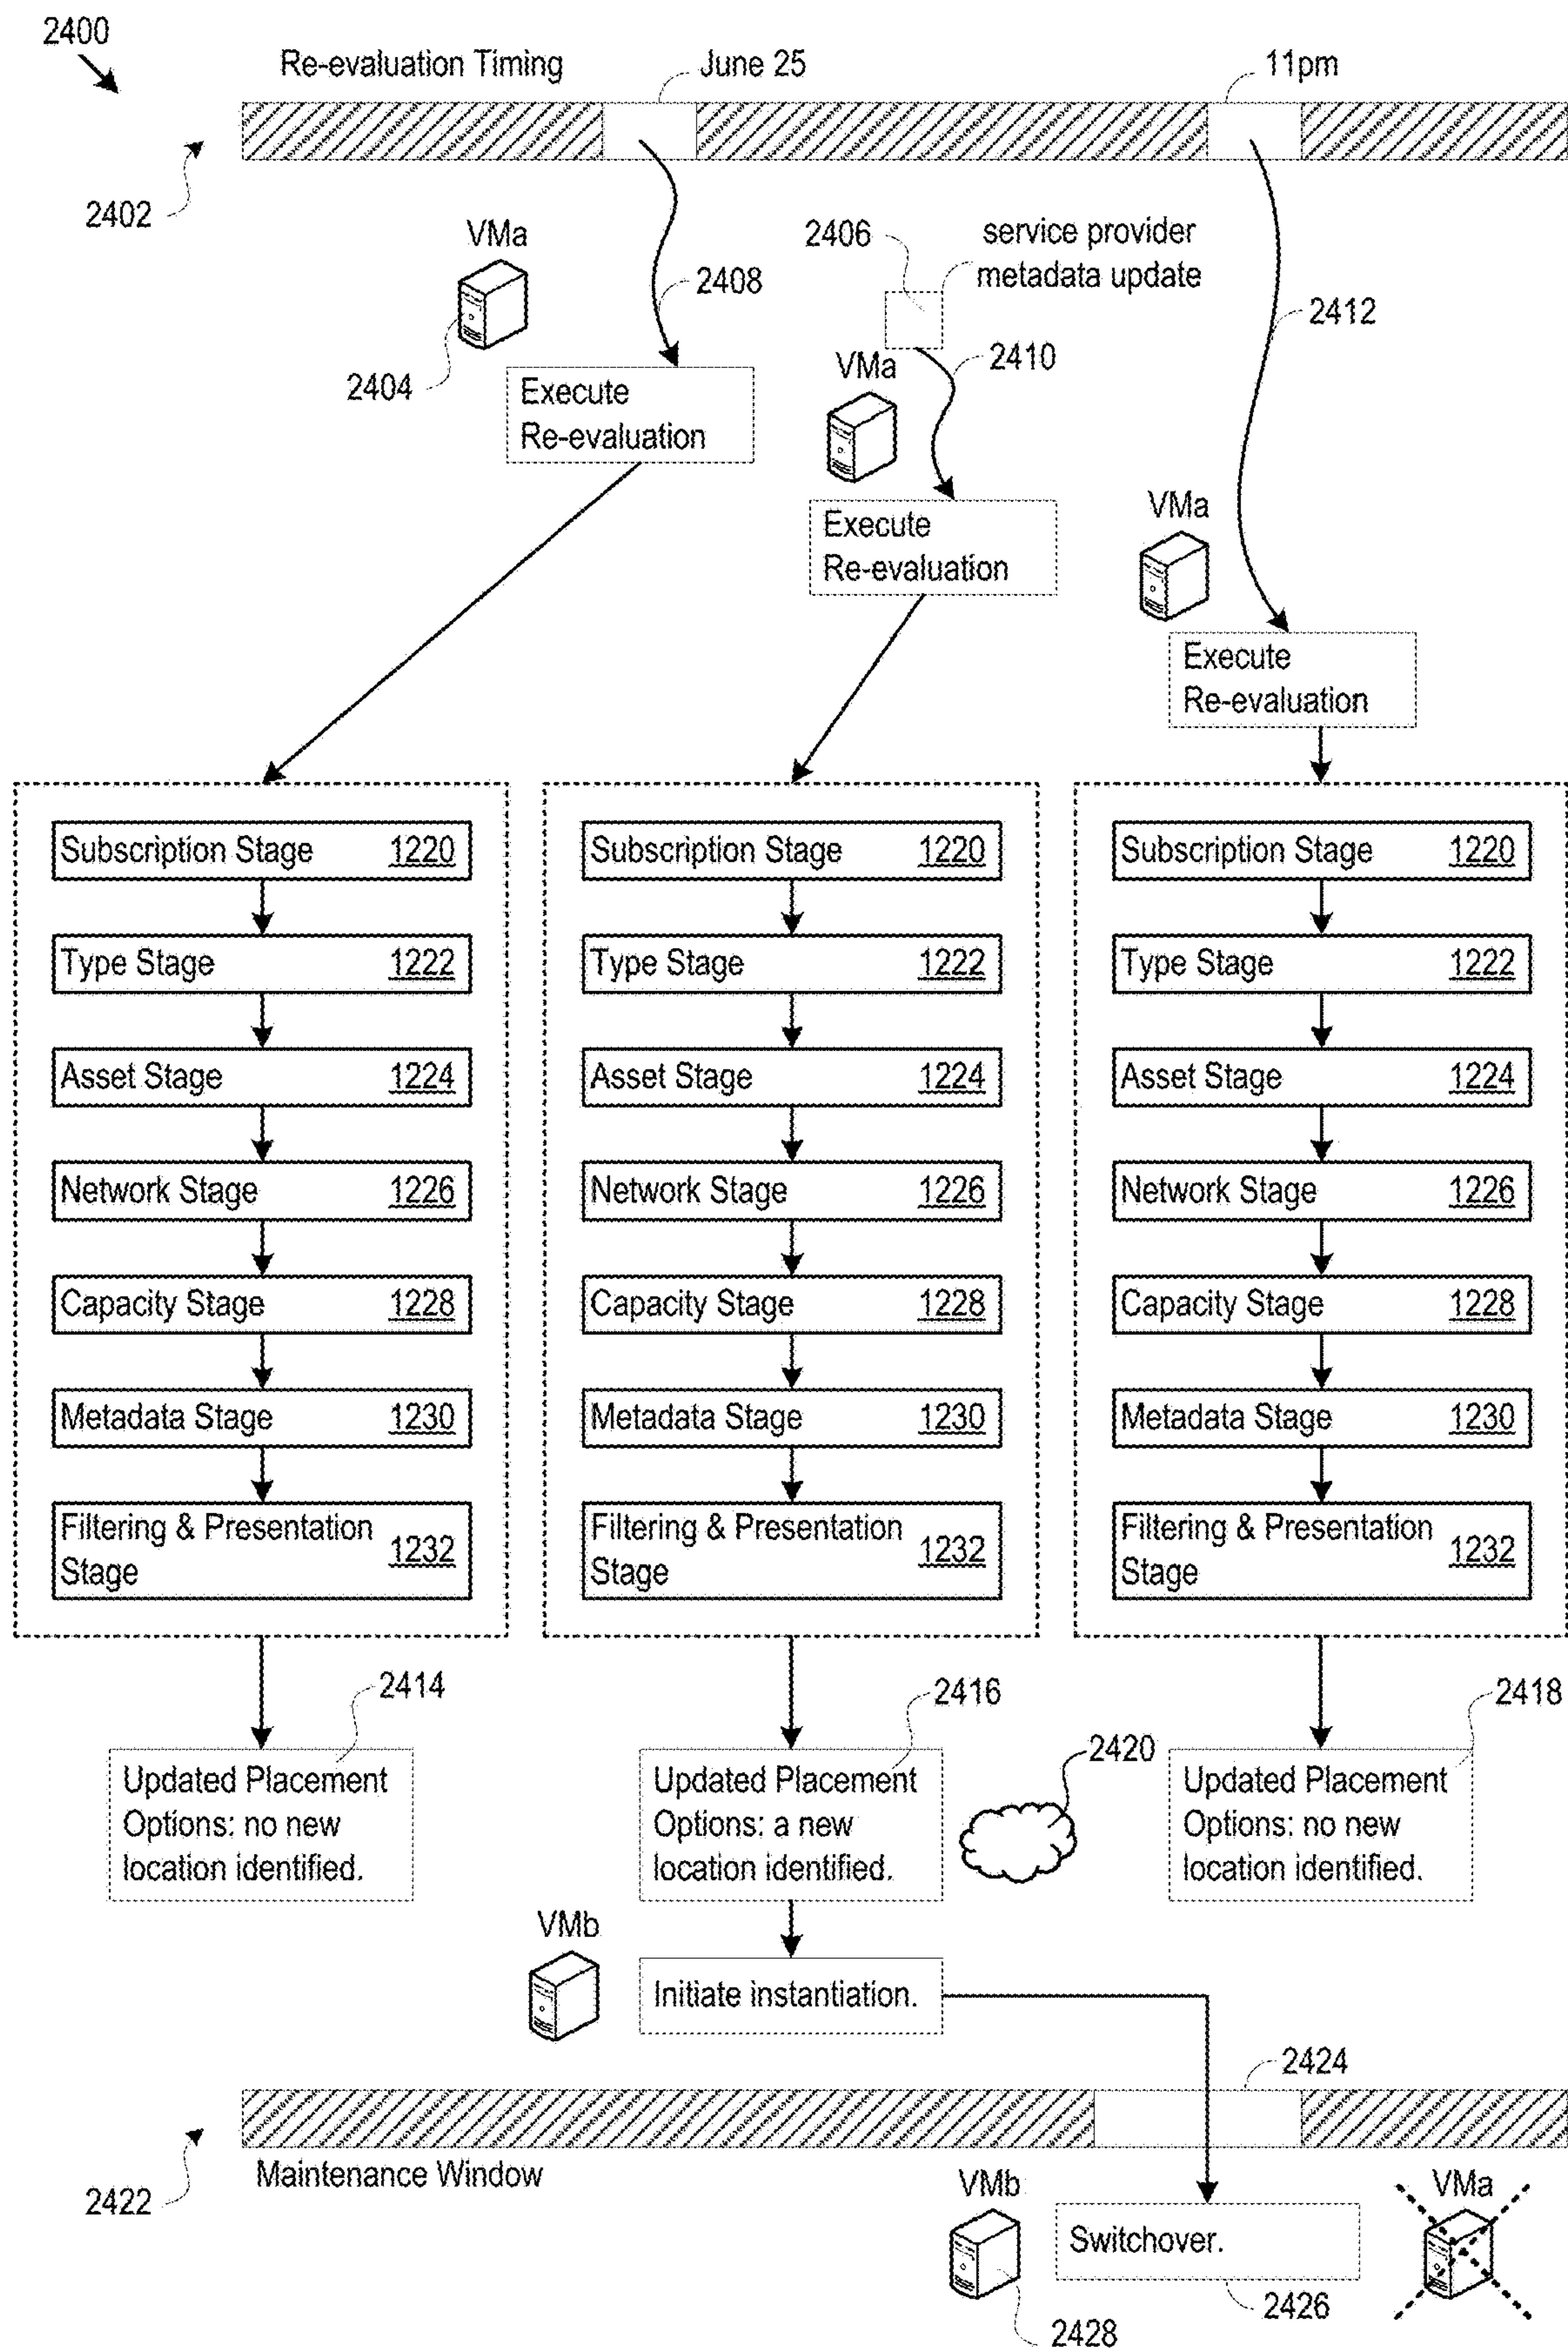 2400
Re-evaluation Timing
June 25
11pm
2402
VMa
2404
2408
2406
service provider
metadata update
2410
2412
Execute
Re-evaluation
VMa
Execute
Re-evaluation
VMa
Execute
Re-evaluation
Subscription Stage 1220
Type Stage 1222
Asset Stage 1224
Network Stage 1226
Capacity Stage 1228
Metadata Stage 1230
Filtering & Presentation
Stage 1232
Subscription Stage 1220
Type Stage 1222
Asset Stage 1224
Network Stage 1226
Capacity Stage 1228
Metadata Stage 1230
Filtering & Presentation
Stage 1232
Subscription Stage 1220
Type Stage 1222
Asset Stage 1224
Network Stage 1226
Capacity Stage 1228
Metadata Stage 1230
Filtering & Presentation
Stage 1232
2414
Updated Placement
Options: no new
location identified.
2416
Updated Placement
Options: a new
location identified.
2420
2418
Updated Placement
Options: no new
location identified.
VMb
Initiate instantiation.
2424
2422
Maintenance Window
VMb
2428
Switchover.
2426
VMa